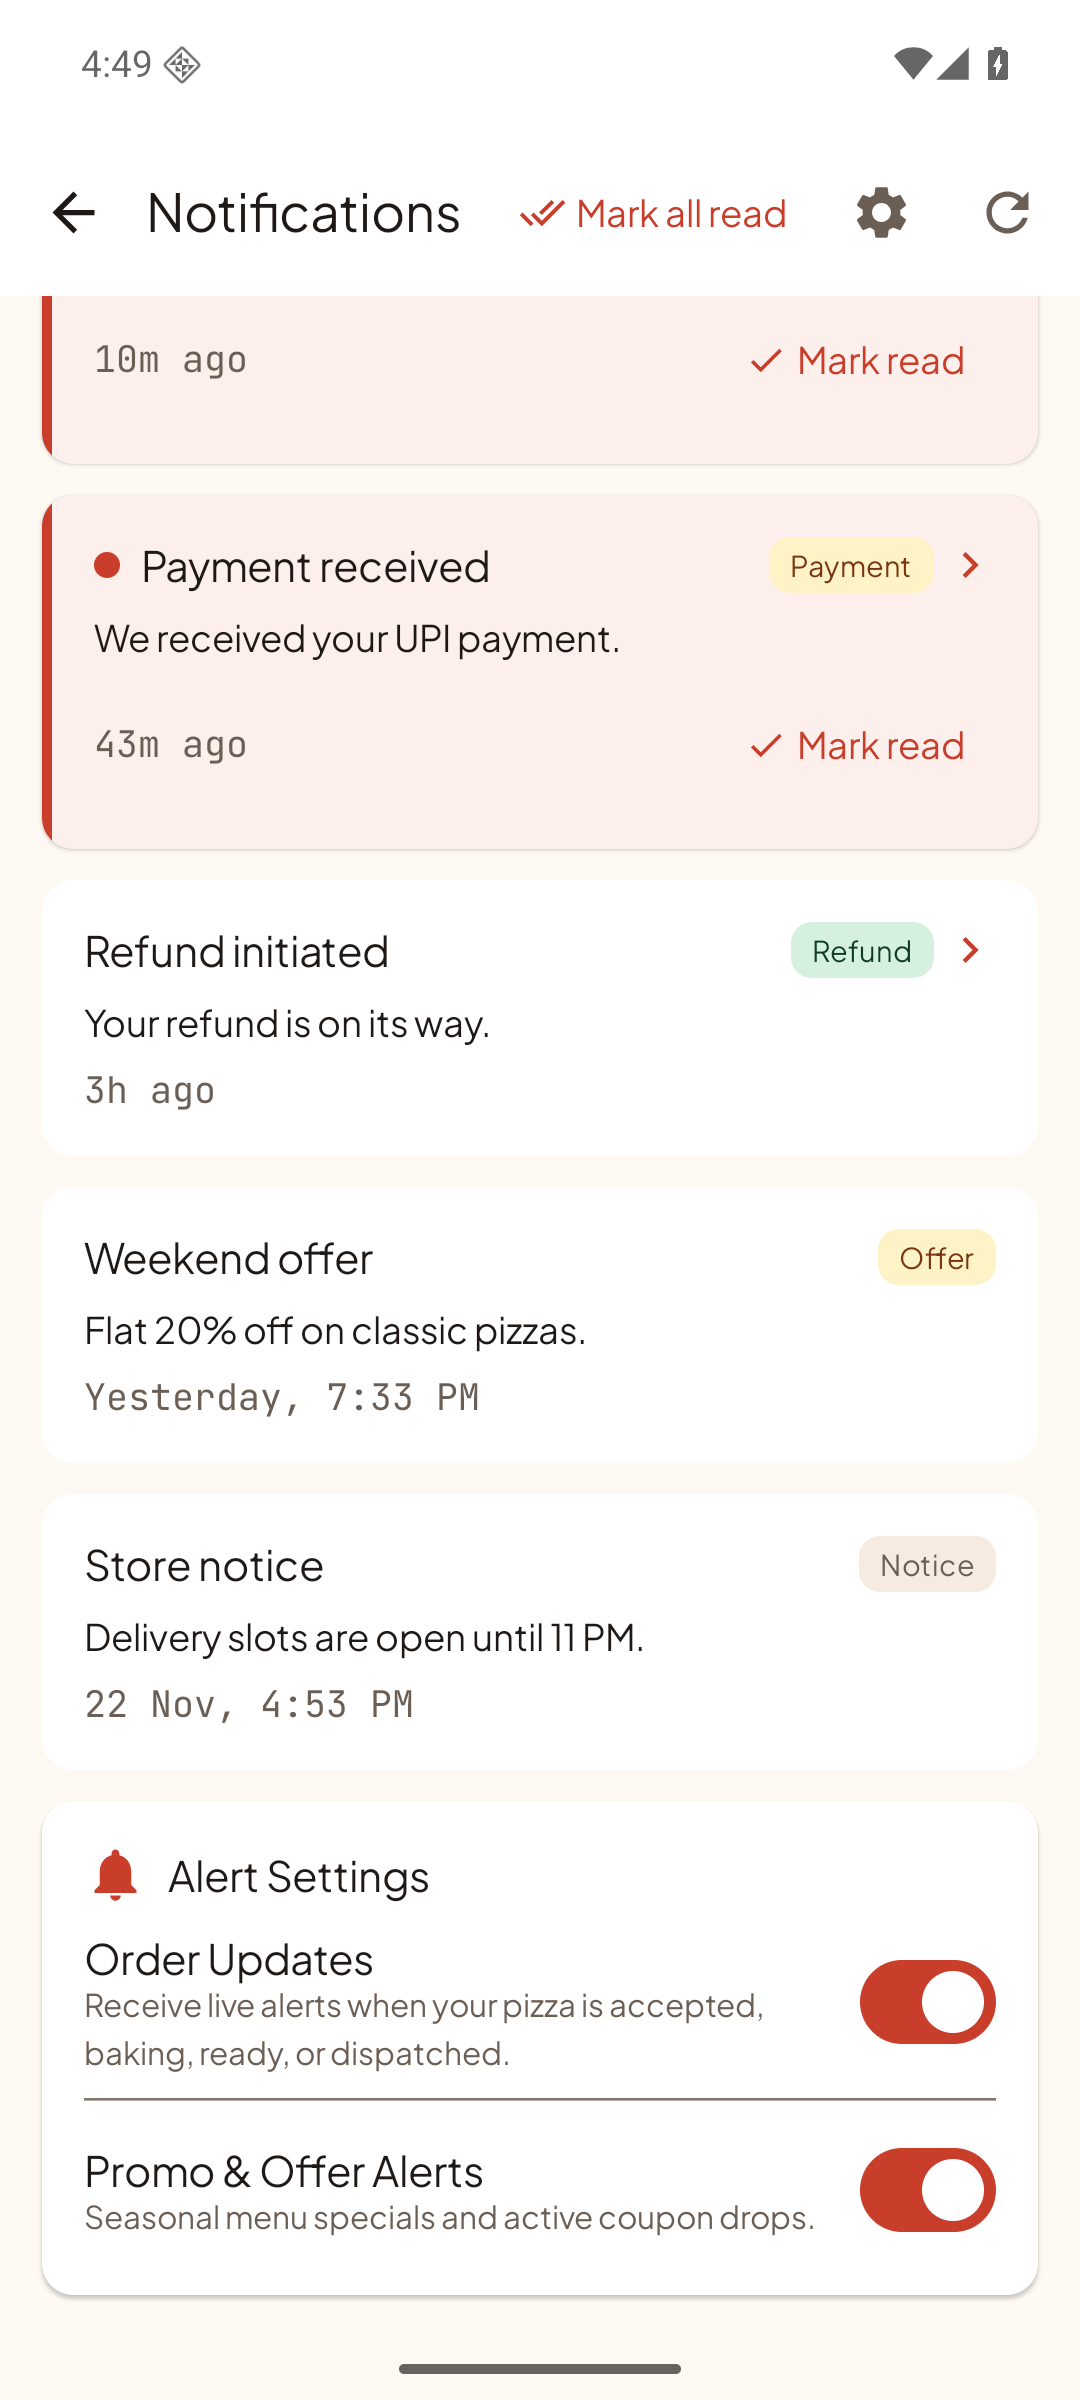 4:49
Notifications
Mark all read
10m ago
Mark read
Payment received
Payment
We received your UPI payment.
43m ago
Mark read
Refund initiated
Refund
Your refund is on its way.
3h ago
Weekend offer
Offer
Flat 20% off on classic pizzas.
Yesterday, 7:33 PM
Store notice
Notice
Delivery slots are open until 11 PM.
22 Nov, 4:53 PM
Alert Settings
Order Updates
Receive live alerts when your pizza is accepted,
baking, ready, or dispatched.
Promo & Offer Alerts
Seasonal menu specials and active coupon drops.